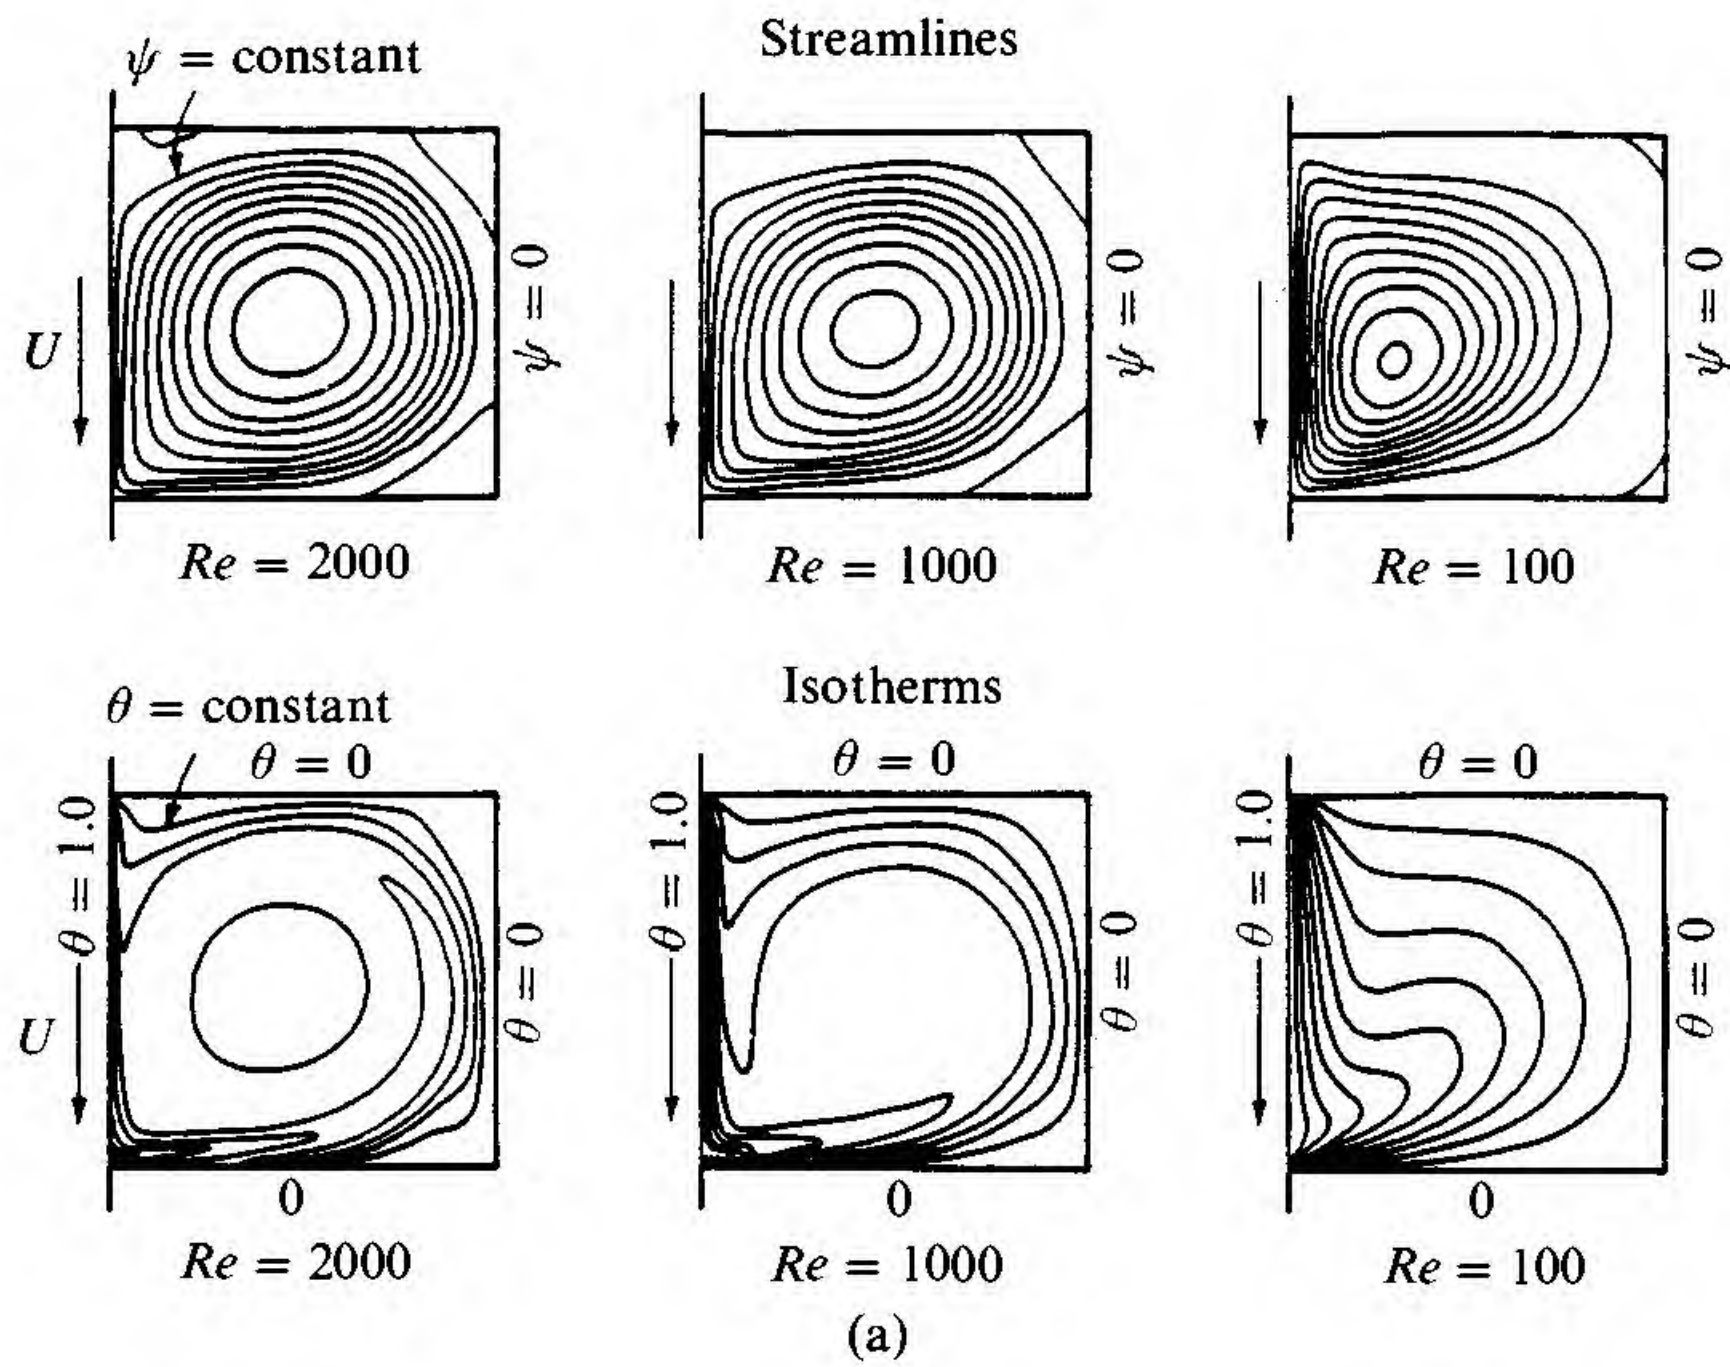 Streamlines
ψ = constant
U
ψ = 0
ψ = 0
ψ = 0
Re = 2000
Re = 1000
Re = 100
Isotherms
θ = constant
θ = 0
θ = 0
θ = 0
θ = 1.0
θ = 0
θ = 1.0
θ = 0
θ = 1.0
θ = 0
U
0
0
0
Re = 2000
Re = 1000
Re = 100
(a)